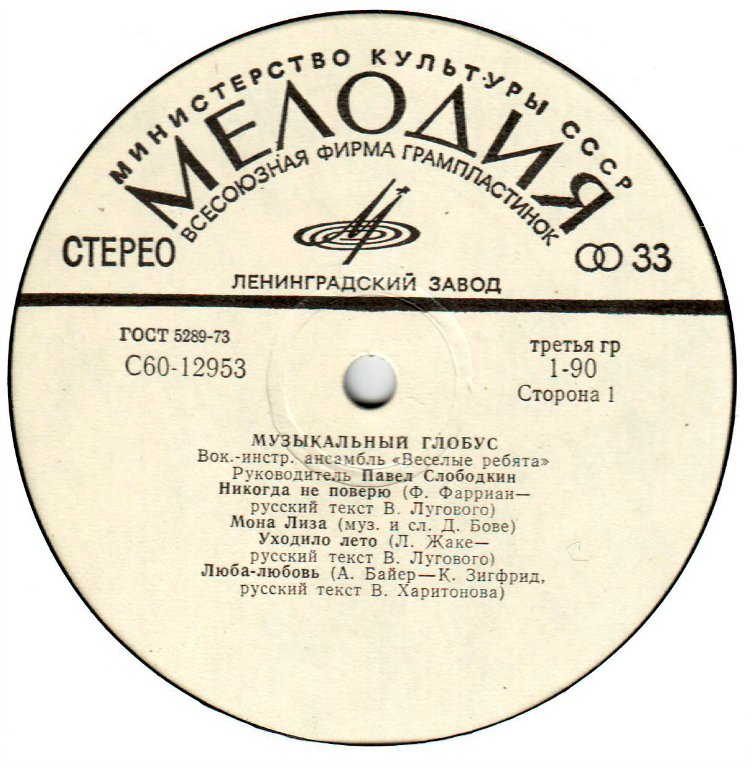 МИНИСТЕРСТВО КУЛЬТУРЫ СССР
МЕЛОДИЯ
ВСЕСОЮЗНАЯ ФИРМА ГРАМПЛАСТИНОК
СТЕРЕО
33
ЛЕНИНГРАДСКИЙ ЗАВОД
ГОСТ 5289-73
С60-12953
третья гр
1-90
Сторона 1
МУЗЫКАЛЬНЫЙ ГЛОБУС
Вок.-инстр. ансамбль «Веселые ребята»
Руководитель Павел Слободкин
Никогда не поверю (Ф. Фарриан—
русский текст В. Лугового)
Мона Лиза (муз. и сл. Д. Бове)
Уходило лето (Л. Жаке—
русский текст В. Лугового)
Люба-любовь (А. Байер—К. Зигфрид,
русский текст В. Харитонова)